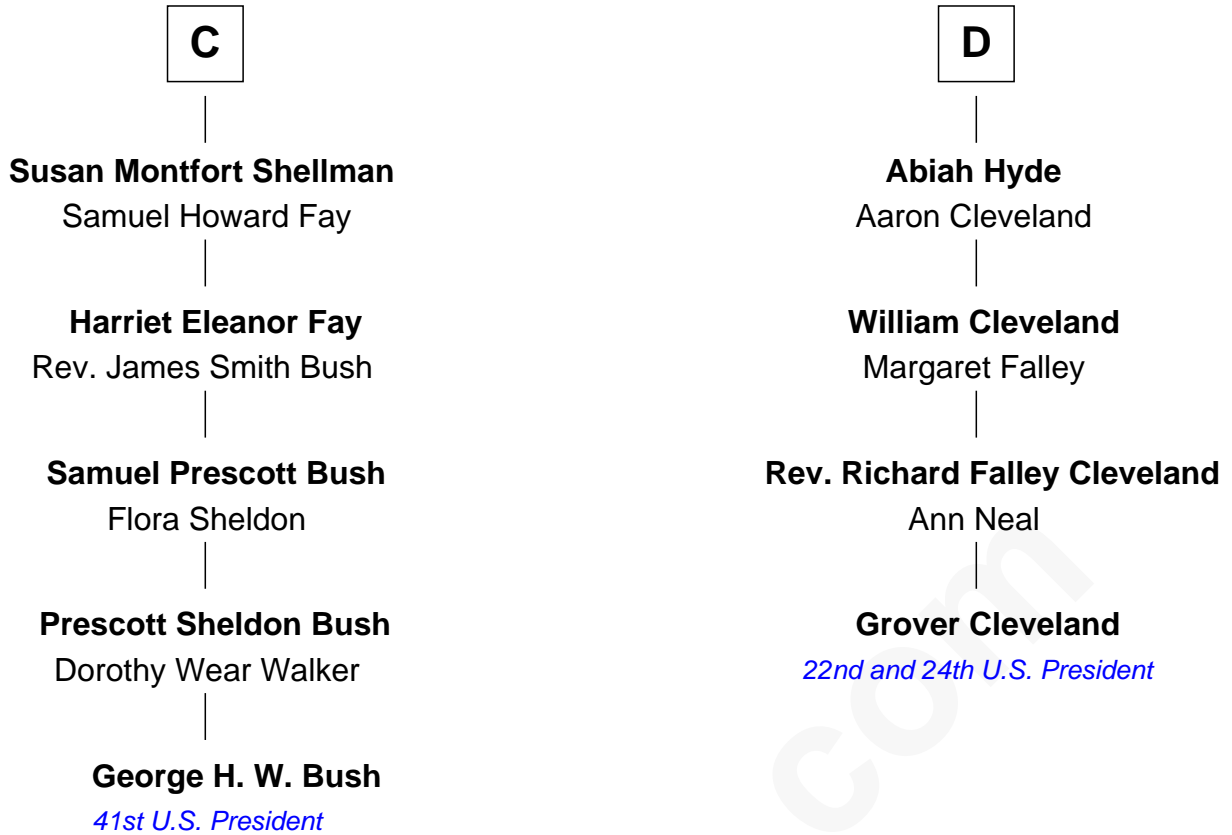 C
Susan Montfort Shellman
Samuel Howard Fay
Harriet Eleanor Fay
Rev. James Smith Bush
Samuel Prescott Bush
Flora Sheldon
Prescott Sheldon Bush
Dorothy Wear Walker
George H. W. Bush
41st U.S. President
D
Abiah Hyde
Aaron Cleveland
William Cleveland
Margaret Falley
Rev. Richard Falley Cleveland
Ann Neal
Grover Cleveland
22nd and 24th U.S. President
com